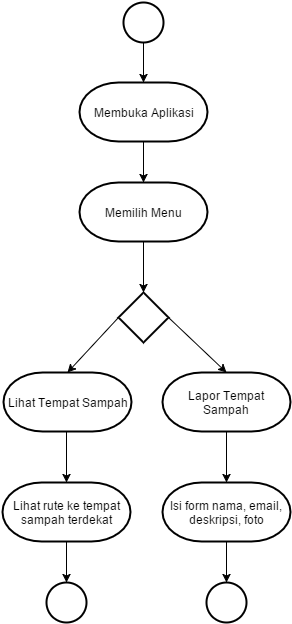 Membuka Aplikasi
Memilih Menu
Lihat Tempat Sampah
Lapor Tempat
Sampah
Lihat rute ke tempat
sampah terdekat
Isi form nama, email,
deskripsi, foto